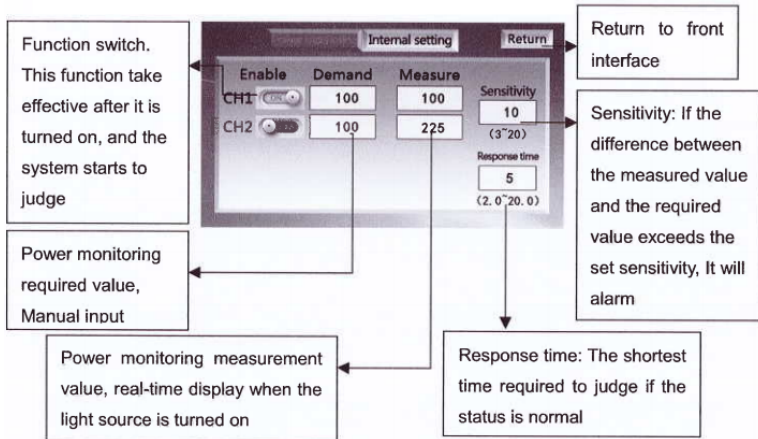 Function switch.
This function take
effective after it is
turned on, and the
system starts to
judge
Power monitoring
required value,
Manual input
Power monitoring measurement
value, real-time display when the
light source is turned on
Internal setting
Return
Enable Demand Measure
CH1 ON 100 100
CH2 100 225
Sensitivity
10
(3~20)
Response time
5
(2.0~20.0)
Return to front
interface
Sensitivity: If the
difference between
the measured value
and the required
value exceeds the
set sensitivity, It will
alarm
Response time: The shortest
time required to judge if the
status is normal